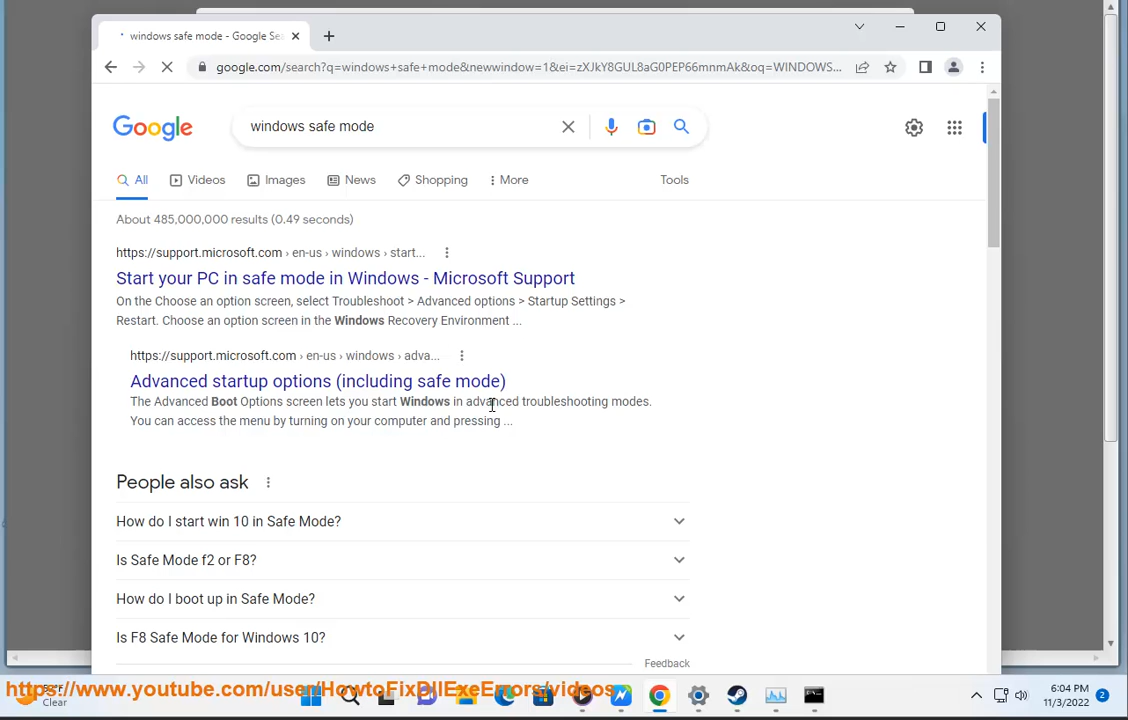 windows safe mode - Google Sea
google.com/search?q=windows+safe+mode&newwindow=1&ei=zXJkY8GUL8aG0PEP66mnmAk&oq=WINDOWS...
Google
windows safe mode
All
Videos
Images
News
Shopping
More
Tools
About 485,000,000 results (0.49 seconds)
https://support.microsoft.com › en-us › windows › start...
Start your PC in safe mode in Windows - Microsoft Support
On the Choose an option screen, select Troubleshoot > Advanced options > Startup Settings >
Restart. Choose an option screen in the Windows Recovery Environment ...
https://support.microsoft.com › en-us › windows › adva...
Advanced startup options (including safe mode)
The Advanced Boot Options screen lets you start Windows in advanced troubleshooting modes.
You can access the menu by turning on your computer and pressing ...
People also ask
How do I start win 10 in Safe Mode?
Is Safe Mode f2 or F8?
How do I boot up in Safe Mode?
Is F8 Safe Mode for Windows 10?
Feedback
https://www.youtube.com/user/HowtoFixDllExeErrors/videos
Clear
6:04 PM
11/3/2022
2